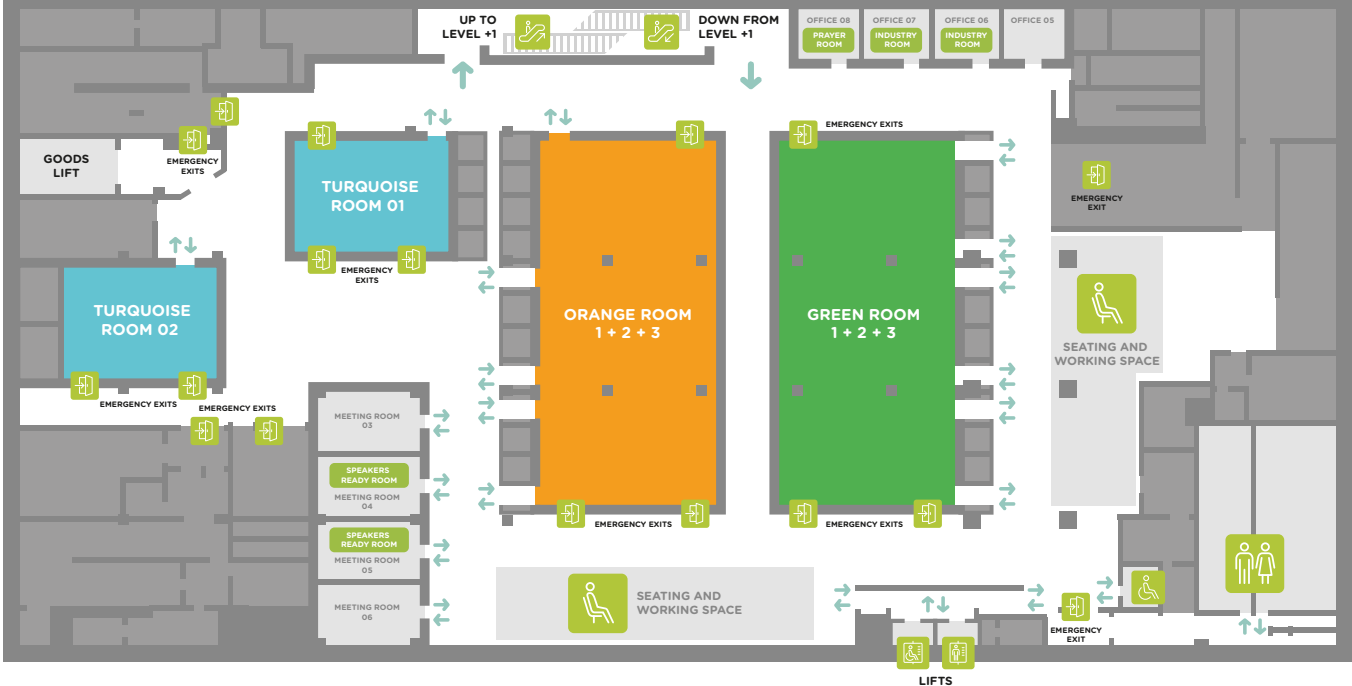 UP TO
LEVEL +1
DOWN FROM
LEVEL +1
OFFICE 08
PRAYER
ROOM
OFFICE 07
INDUSTRY
ROOM
OFFICE 06
INDUSTRY
ROOM
OFFICE 05
EMERGENCY EXITS
GOODS
LIFT
EMERGENCY
EXITS
TURQUOISE
ROOM 01
EMERGENCY
EXIT
EMERGENCY
EXITS
TURQUOISE
ROOM 02
ORANGE ROOM
1 + 2 + 3
GREEN ROOM
1 + 2 + 3
SEATING AND
WORKING SPACE
EMERGENCY EXITS
EMERGENCY EXITS
MEETING ROOM
03
SPEAKERS
READY ROOM
MEETING ROOM
04
EMERGENCY EXITS
EMERGENCY EXITS
SPEAKERS
READY ROOM
MEETING ROOM
05
SEATING AND
WORKING SPACE
MEETING ROOM
06
EMERGENCY
EXIT
LIFTS